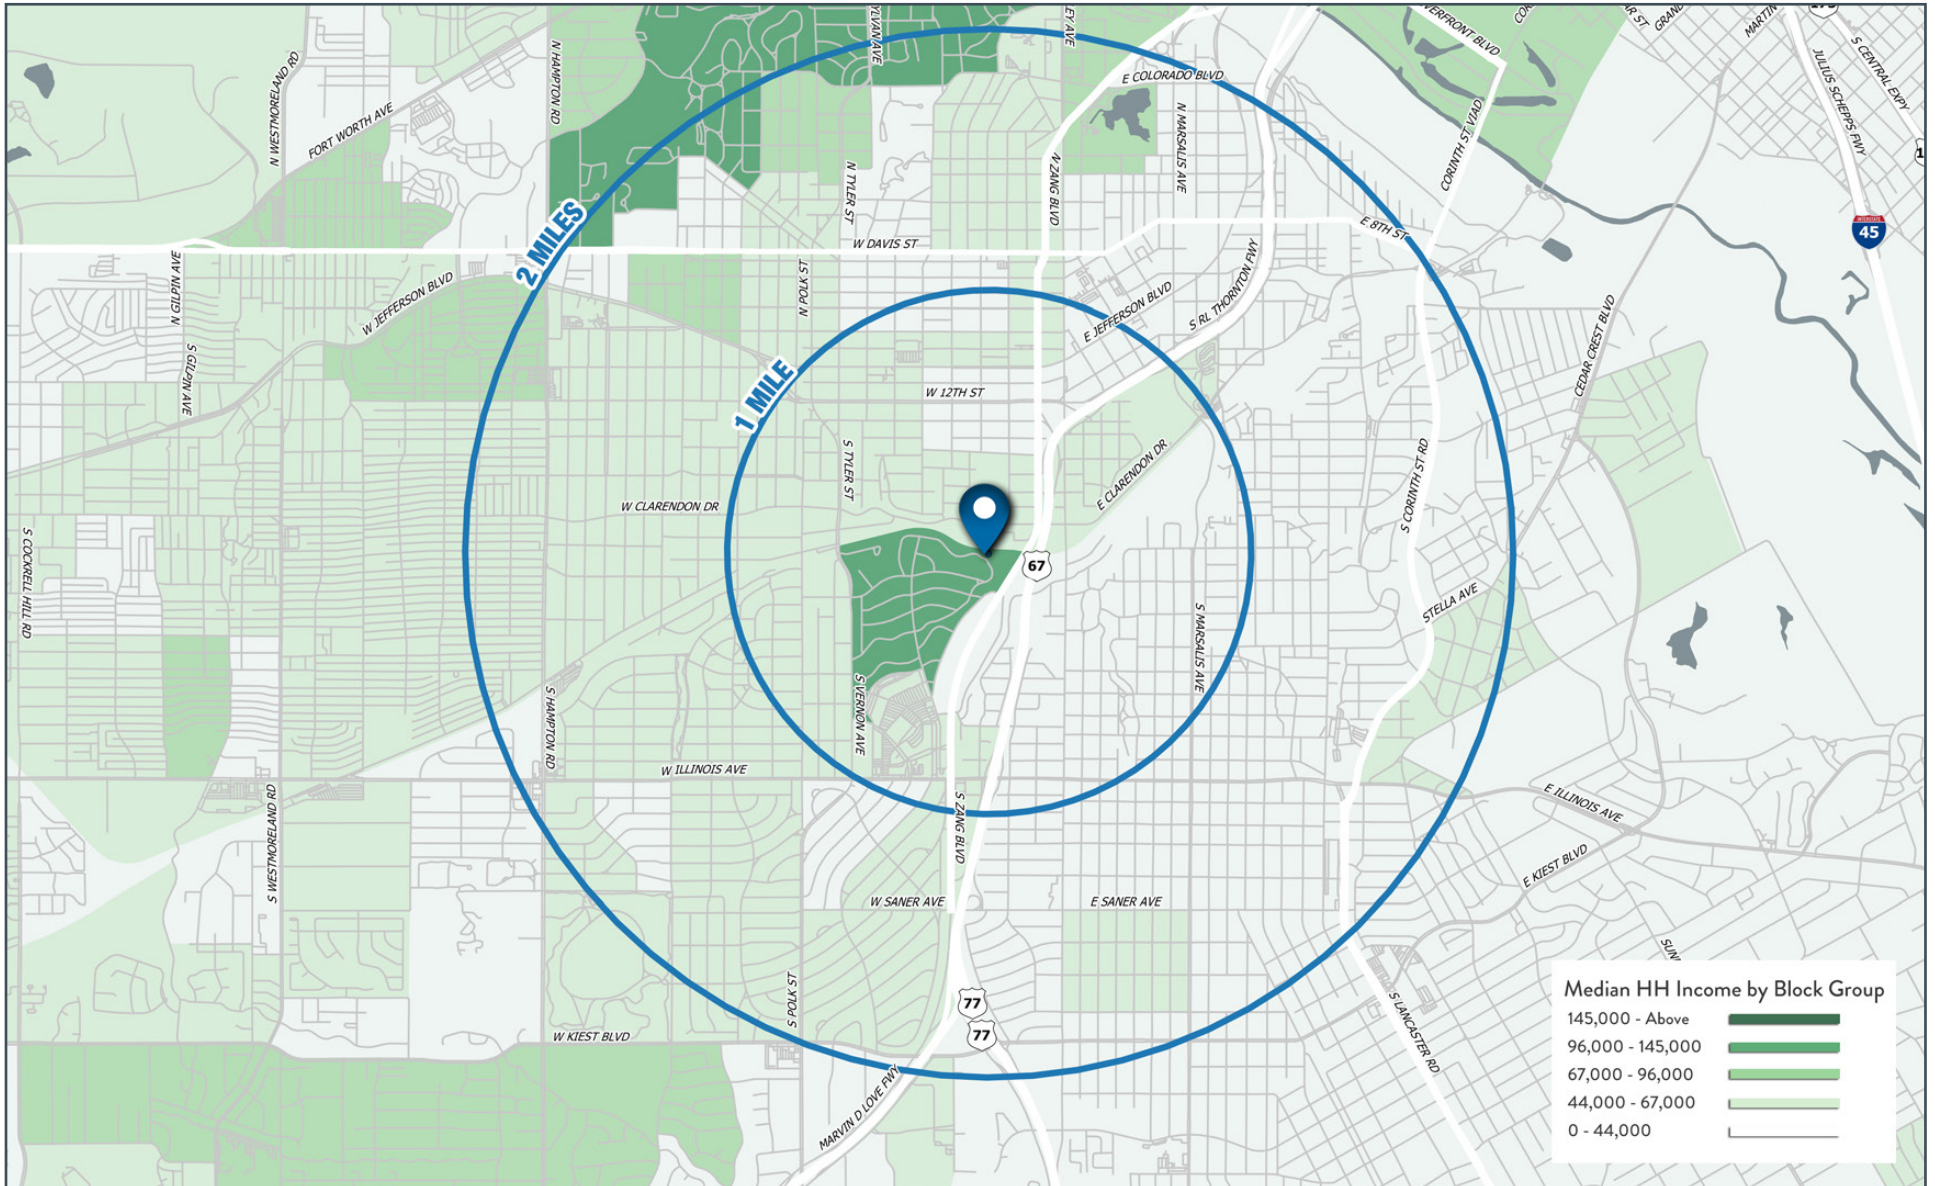 N WESTMORELAND RD
FORT WORTH AVE
N HAMPTON RD
E COLORADO BLVD
N MARSALIS AVE
N ZANG BLVD
CORINTH ST VIAD
JULIUS SCHEPPS FWY
S CENTRAL EXPY
MARTIN
INTERSTATE
45
2 MILES
N TYLER ST
W DAVIS ST
E 8TH ST
N GILPIN AVE
W JEFFERSON BLVD
N POLK ST
E JEFFERSON BLVD
S RL THORNTON FWY
CEDAR CREST BLVD
S GILPIN AVE
1 MILE
W 12TH ST
S TYLER ST
E CLARENDON DR
S CORINTH ST RD
W CLARENDON DR
67
S COCKRELL HILL RD
STELLA AVE
S MARSALIS AVE
S HAMPTON RD
S VERNON AVE
W ILLINOIS AVE
S ZANG BLVD
E ILLINOIS AVE
S WESTMORELAND RD
E KIEST BLVD
W SANER AVE
E SANER AVE
S POLK ST
77
77
W KIEST BLVD
S LANCASTER RD
MARVIN D LOVE FWY
Median HH Income by Block Group
145,000 - Above
96,000 - 145,000
67,000 - 96,000
44,000 - 67,000
0 - 44,000